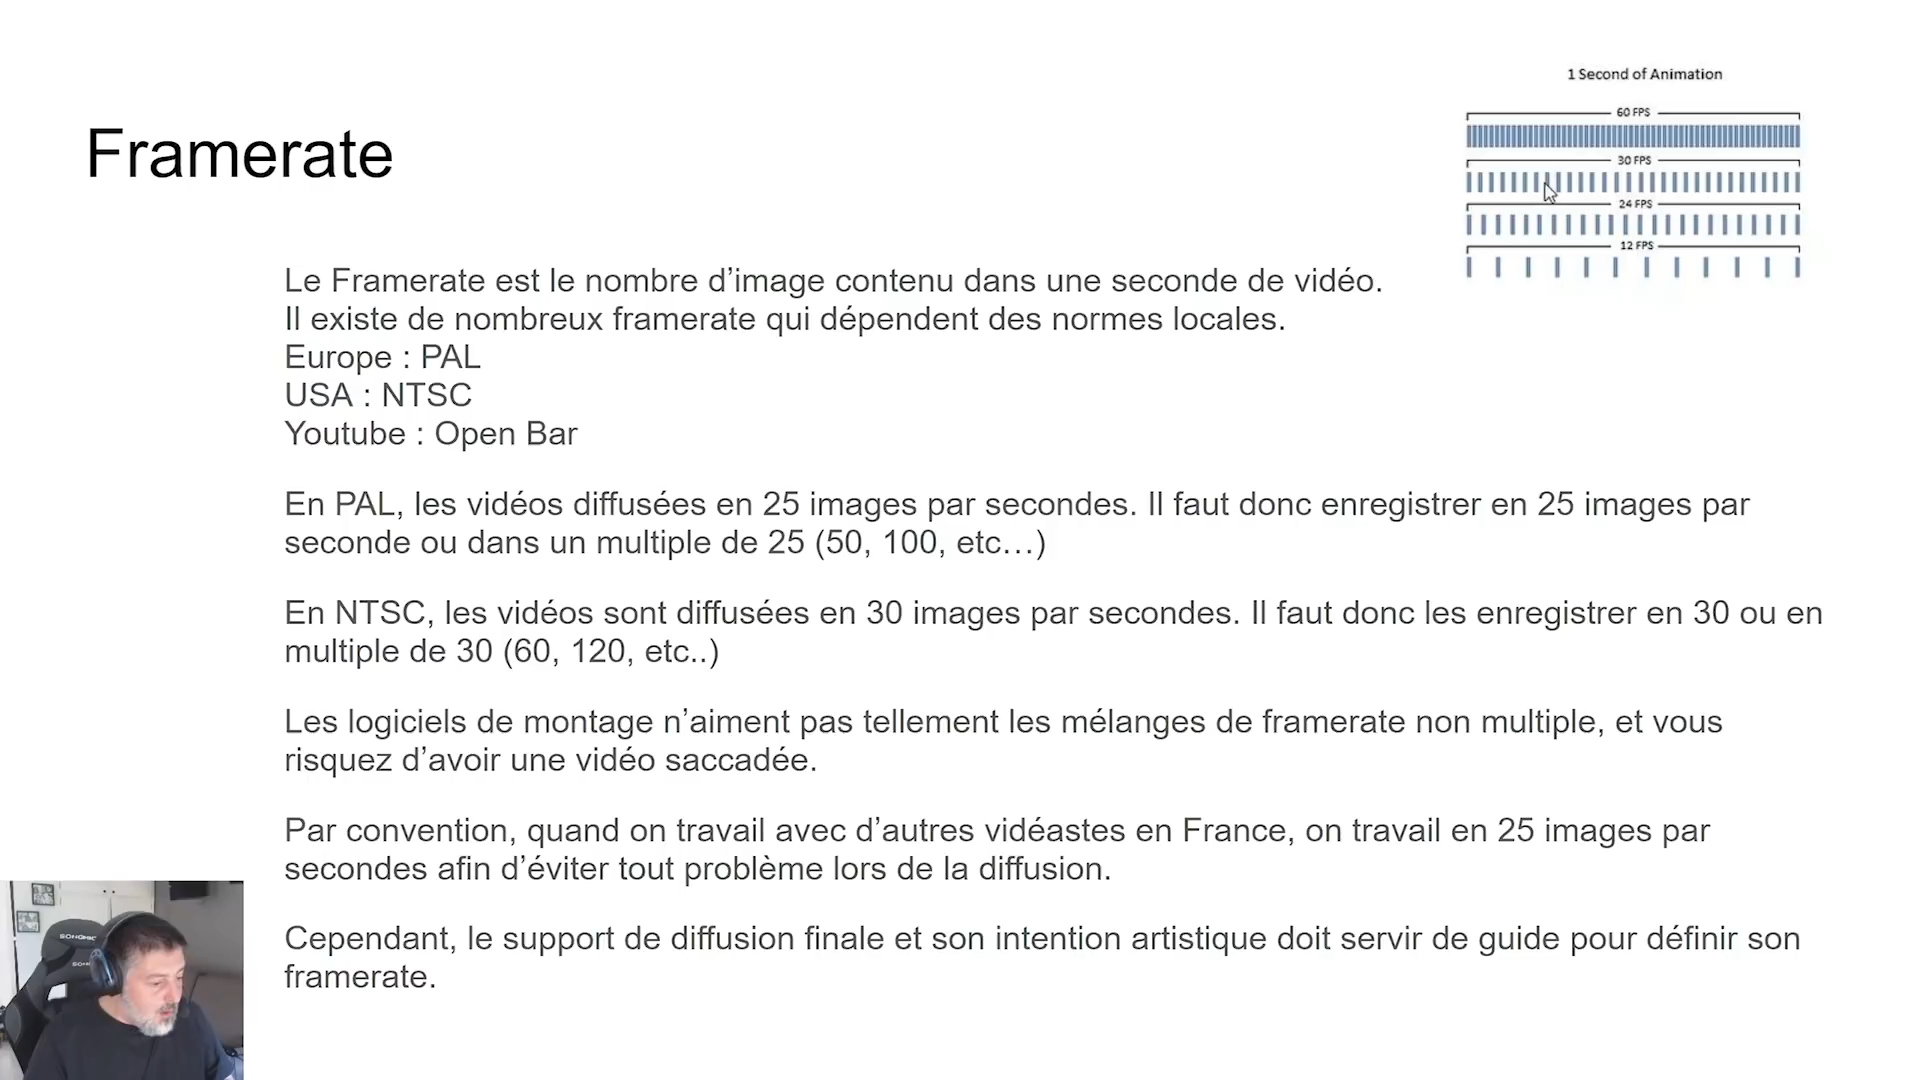 1 Second of Animation
60 FPS
30 FPS
24 FPS
12 FPS
Framerate
Le Framerate est le nombre d’image contenu dans une seconde de vidéo.
Il existe de nombreux framerate qui dépendent des normes locales.
Europe : PAL
USA : NTSC
Youtube : Open Bar
En PAL, les vidéos diffusées en 25 images par secondes. Il faut donc enregistrer en 25 images par
seconde ou dans un multiple de 25 (50, 100, etc…)
En NTSC, les vidéos sont diffusées en 30 images par secondes. Il faut donc les enregistrer en 30 ou en
multiple de 30 (60, 120, etc..)
Les logiciels de montage n’aiment pas tellement les mélanges de framerate non multiple, et vous
risquez d’avoir une vidéo saccadée.
Par convention, quand on travail avec d’autres vidéastes en France, on travail en 25 images par
secondes afin d’éviter tout problème lors de la diffusion.
Cependant, le support de diffusion finale et son intention artistique doit servir de guide pour définir son
framerate.